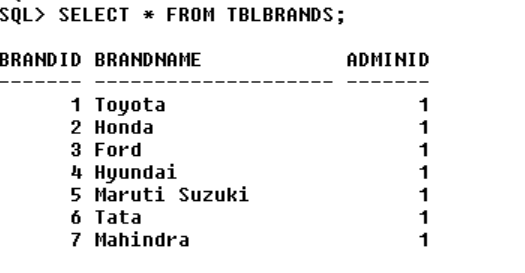 SQL> SELECT * FROM TBLBRANDS;
BRANDID BRANDNAME ADMINID
------- -------------------- -------
1 Toyota 1
2 Honda 1
3 Ford 1
4 Hyundai 1
5 Maruti Suzuki 1
6 Tata 1
7 Mahindra 1